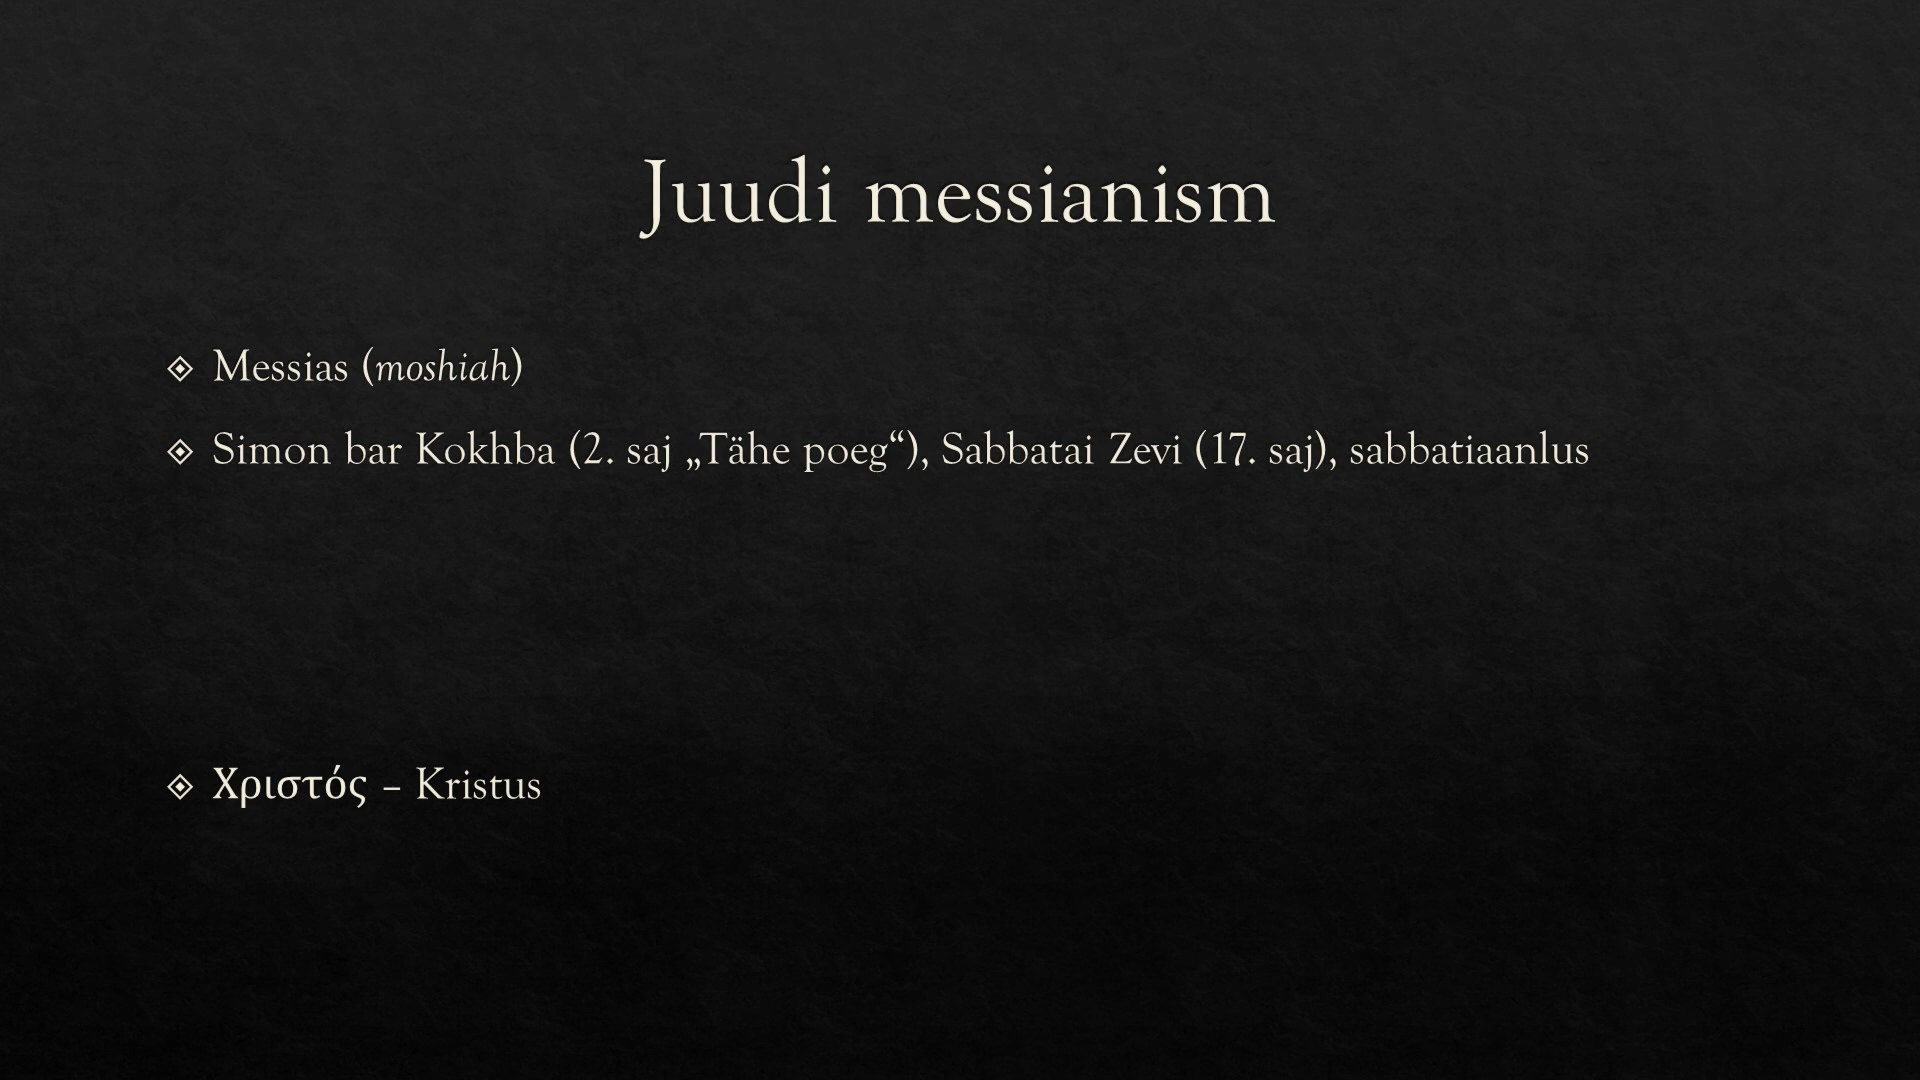 Juudi messianism
Messias (moshiah)
Simon bar Kokhba (2. saj „Tähe poeg“), Sabbatai Zevi (17. saj), sabbatiaanlus
Χριστός – Kristus